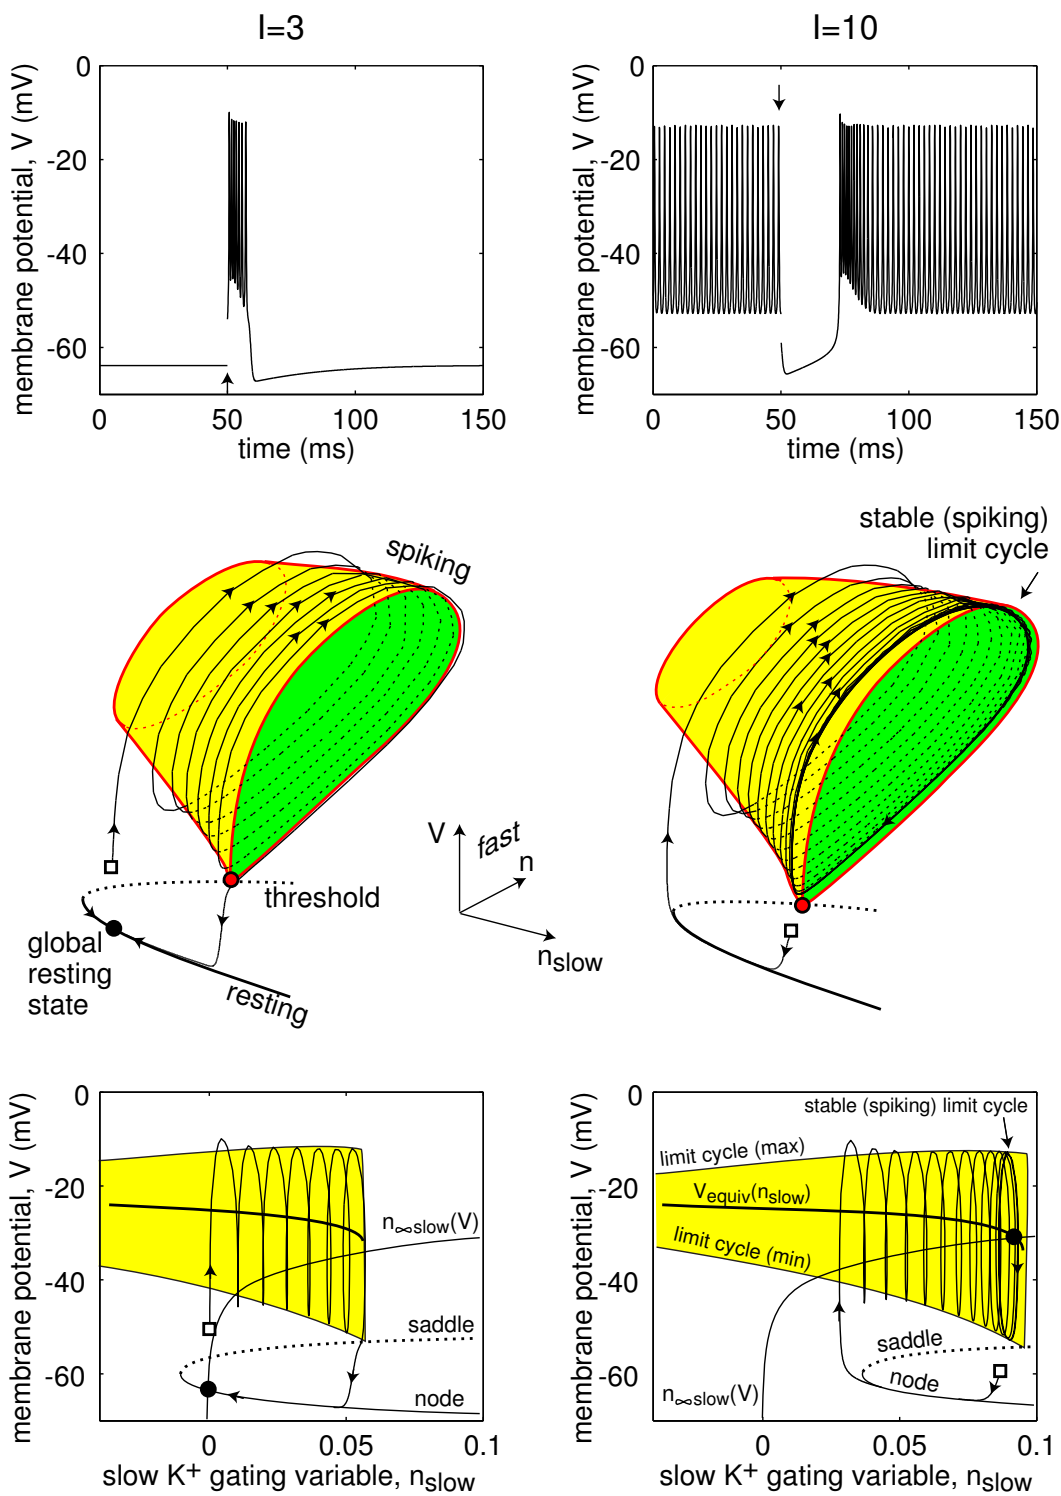 I=3
I=10
membrane potential, V (mV)
0
-20
-40
-60
0
50
100
150
time (ms)
membrane potential, V (mV)
0
-20
-40
-60
0
50
100
150
time (ms)
spiking
threshold
global
resting
state
resting
V
fast
n
nslow
stable (spiking)
limit cycle
membrane potential, V (mV)
0
-20
-40
-60
n∞slow(V)
saddle
node
0
0.05
0.1
slow K+ gating variable, nslow
membrane potential, V (mV)
0
-20
-40
-60
stable (spiking) limit cycle
limit cycle (max)
Vequiv(nslow)
limit cycle (min)
saddle
node
n∞slow(V)
0
0.05
0.1
slow K+ gating variable, nslow